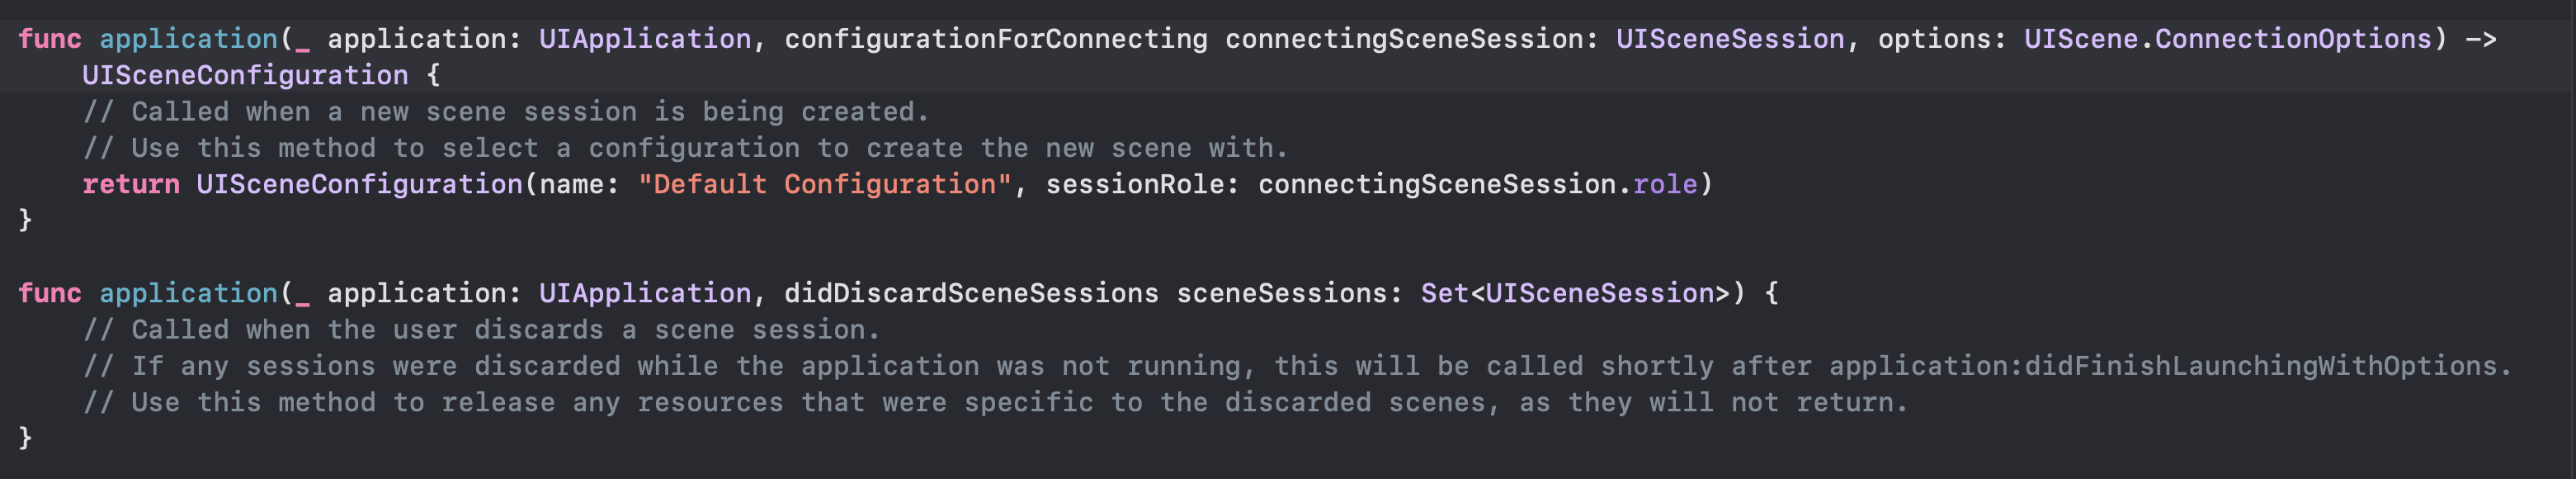 func application(_ application: UIApplication, configurationForConnecting connectingSceneSession: UISceneSession, options: UIScene.ConnectionOptions) ->
    UISceneConfiguration {
    // Called when a new scene session is being created.
    // Use this method to select a configuration to create the new scene with.
    return UISceneConfiguration(name: "Default Configuration", sessionRole: connectingSceneSession.role)
}

func application(_ application: UIApplication, didDiscardSceneSessions sceneSessions: Set<UISceneSession>) {
    // Called when the user discards a scene session.
    // If any sessions were discarded while the application was not running, this will be called shortly after application:didFinishLaunchingWithOptions.
    // Use this method to release any resources that were specific to the discarded scenes, as they will not return.
}